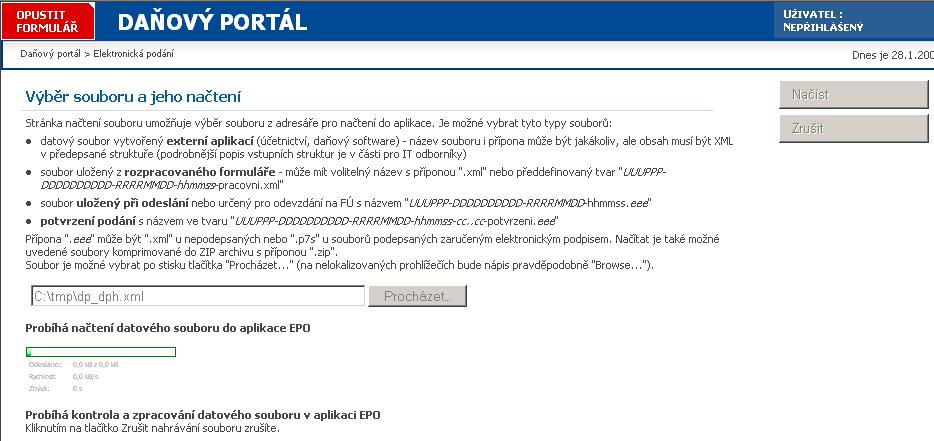 OPUSTIT
FORMULÁŘ
DAŇOVÝ PORTÁL
UŽIVATEL :
NEPŘIHLÁŠENÝ
Daňový portál > Elektronická podání
Dnes je 28.1.200
Výběr souboru a jeho načtení
Načíst
Zrušit
Stránka načtení souboru umožňuje výběr souboru z adresáře pro načtení do aplikace. Je možné vybrat tyto typy souborů:
• datový soubor vytvořený externí aplikací (účetnictví, daňový software) - název souboru i přípona může být jakákoliv, ale obsah musí být XML
v předepsané struktuře (podrobnější popis vstupních struktur je v části pro IT odborníky)
• soubor uložený z rozpracovaného formuláře - může mít volitelný název s příponou ".xml" nebo předdefinovaný tvar "UUUPPP-
DDDDDDDDDD-RRRRMMDD-hhmmss-pracovni.xml"
• soubor uložený při odeslání nebo určený pro odevzdání na FÚ s názvem "UUUPPP-DDDDDDDDDD-RRRRMMDD-hhmmss.eee"
• potvrzení podání s názvem ve tvaru "UUUPPP-DDDDDDDDDD-RRRRMMDD-hhmmss-cc..cc-potvrzeni.eee"
Přípona ".eee" může být ".xml" u nepodepsaných nebo ".p7s" u souborů podepsaných zaručeným elektronickým podpisem. Načítat je také možné
uvedené soubory komprimované do ZIP archivu s příponou ".zip".
Soubor je možné vybrat po stisku tlačítka "Procházet..." (na nelokalizovaných prohlížečích bude nápis pravděpodobně "Browse...").
C:\tmp\dp_dph.xml
Procházet...
Probíhá načtení datového souboru do aplikace EPO
Odesláno: 0,0 kB z 0,0 kB
Rychlost: 0,0 kB/s
Zbývá: 0 s
Probíhá kontrola a zpracování datového souboru v aplikaci EPO
Kliknutím na tlačítko Zrušit nahrávání souboru zrušíte.